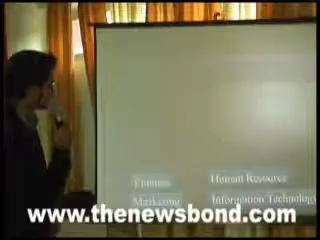 Finance Human Resource
Marketing Information Technology
www.thenewsbond.com